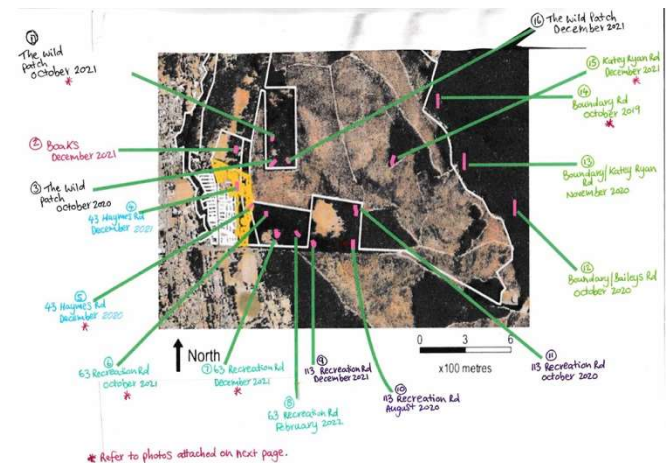 ①
The Wild
Patch
October 2021
*
② Boaks
December 2021
③ The Wild
Patch
October 2020
④
43 Haymes Rd
December 2021
⑤
43 Haymes Rd
December 2020
*
⑥
63 Recreation Rd
October 2021
*
⑦ 63 Recreation Rd
December 2021
*
⑧
63 Recreation Rd
February 2022
⑨
113 Recreation Rd
December 2021
⑩
113 Recreation Rd
August 2020
⑪
113 Recreation Rd
October 2020
⑫
Boundary/Baileys Rd
October 2020
⑬
Boundary/Katey Ryan
Rd
November 2020
⑭
Boundary Rd
October 2019
*
⑮ Katey Ryan Rd
December 2021
*
⑯ The Wild Patch
December 2021
North
0 3 6
x100 metres
* Refer to photos attached on next page.